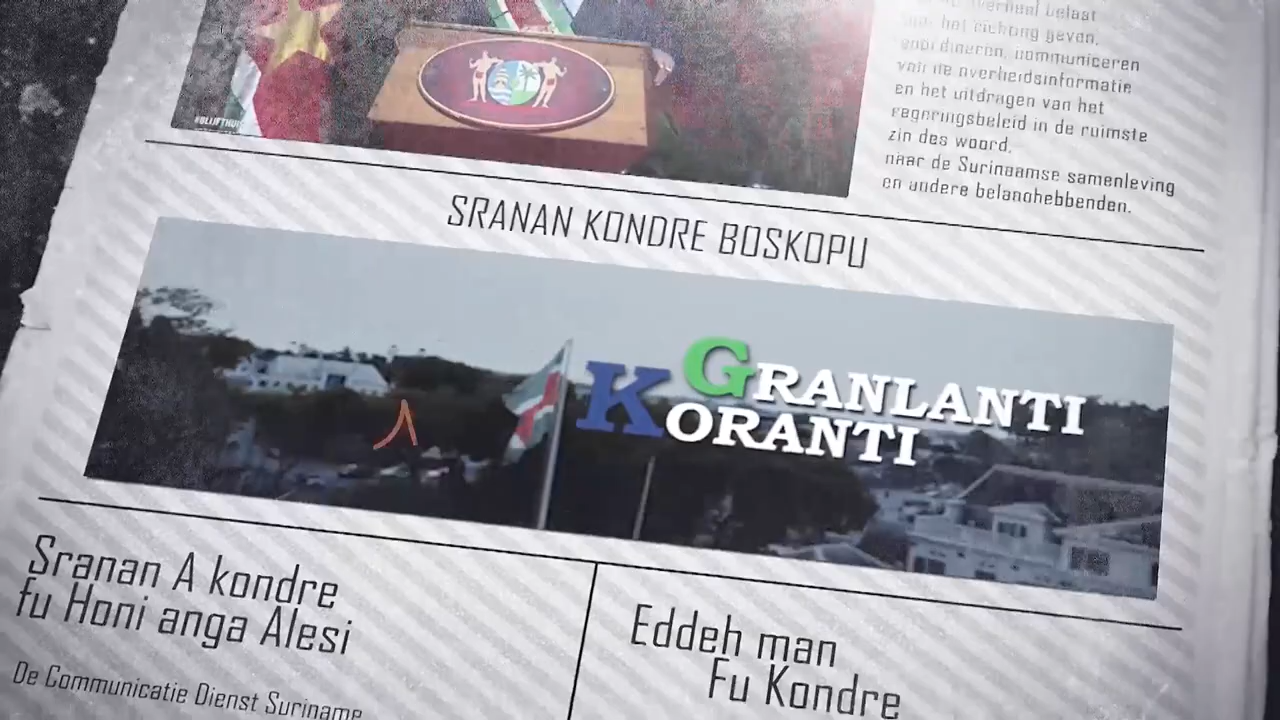 #BLIJFTHUIS
overheid belast
het richting geven,
coördineren, communiceren
van de overheidsinformatie
en het uitdragen van het
regeringsbeleid in de ruimste
zin des woord,
naar de Surinaamse samenleving
en andere belanghebbenden.
SRANAN KONDRE BOSKOPU
GRANLANTI
KORANTI
Sranan A kondre
fu Honi anga Alesi
De Communicatie Dienst Suriname
Eddeh man
Fu Kondre